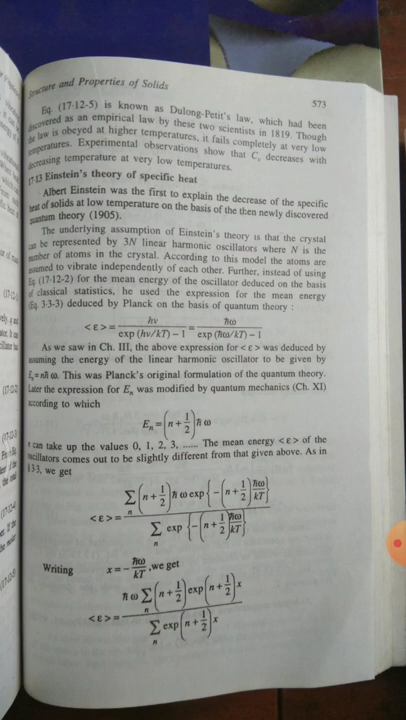 Structure and Properties of Solids
573
Eq. (17·12-5) is known as Dulong-Petit's law, which had been
discovered as an empirical law by these two scientists in 1819. Though
the law is obeyed at higher temperatures, it fails completely at very low
temperatures. Experimental observations show that Cᵥ decreases with
decreasing temperature at very low temperatures.
17·13 Einstein's theory of specific heat
Albert Einstein was the first to explain the decrease of the specific
heat of solids at low temperature on the basis of the then newly discovered
quantum theory (1905).
The underlying assumption of Einstein's theory is that the crystal
can be represented by 3N linear harmonic oscillators where N is the
number of atoms in the crystal. According to this model the atoms are
assumed to vibrate independently of each other. Further, instead of using
Eq (17·12-2) for the mean energy of the oscillator deduced on the basis
of classical statistics, he used the expression for the mean energy
(Eq. 3·3-3) deduced by Planck on the basis of quantum theory :
<ε> = hν / (exp (hν/kT) − 1) = ħω / (exp (ħω/kT) − 1)
As we saw in Ch. III, the above expression for <ε> was deduced by
assuming the energy of the linear harmonic oscillator to be given by
Eₙ=nħ ω. This was Planck's original formulation of the quantum theory.
Later the expression for Eₙ was modified by quantum mechanics (Ch. XI)
according to which
Eₙ = (n + 1/2) ħ ω
n can take up the values 0, 1, 2, 3, ...... The mean energy <ε> of the
oscillators comes out to be slightly different from that given above. As in
§3·3, we get
<ε> = Σₙ (n + 1/2) ħ ω exp {−(n + 1/2) ħω/kT} / Σₙ exp {−(n + 1/2) ħω/kT}
Writing x = − ħω/kT, we get
<ε> = ħ ω Σₙ (n + 1/2) exp (n + 1/2) x / Σₙ exp (n + 1/2) x